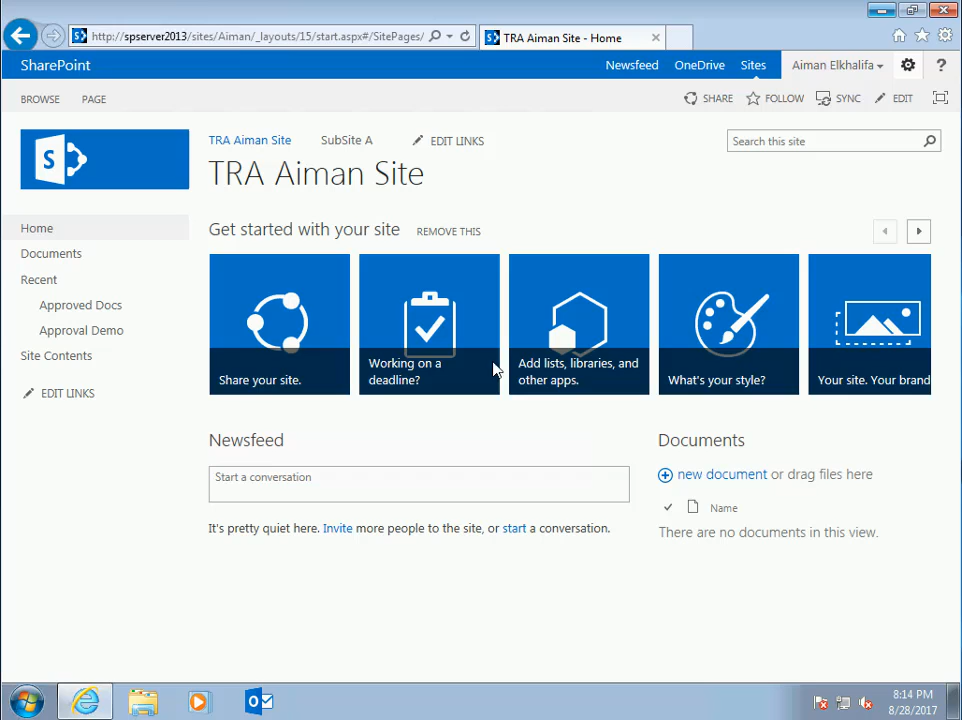 http://spserver2013/sites/Aiman/_layouts/15/start.aspx#/SitePages/
TRA Aiman Site - Home
SharePoint
Newsfeed OneDrive Sites Aiman Elkhalifa ?
BROWSE PAGE
SHARE FOLLOW SYNC EDIT
S
TRA Aiman Site SubSite A EDIT LINKS
Search this site
TRA Aiman Site
Home
Documents
Recent
Approved Docs
Approval Demo
Site Contents
EDIT LINKS
Get started with your site REMOVE THIS
Share your site.
Working on a
deadline?
Add lists, libraries, and
other apps.
What's your style?
Your site. Your brand
Newsfeed
Start a conversation
It's pretty quiet here. Invite more people to the site, or start a conversation.
Documents
new document or drag files here
Name
There are no documents in this view.
8:14 PM
8/28/2017